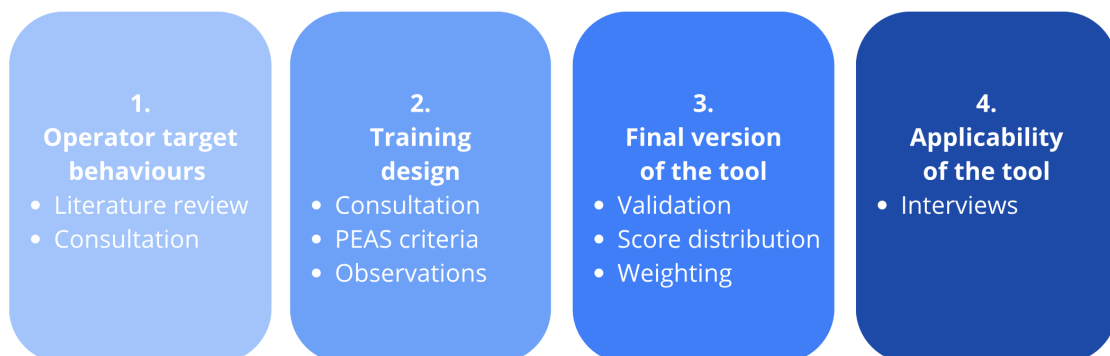 1.
Operator target
behaviours
• Literature review
• Consultation
2.
Training
design
• Consultation
• PEAS criteria
• Observations
3.
Final version
of the tool
• Validation
• Score distribution
• Weighting
4.
Applicability
of the tool
• Interviews